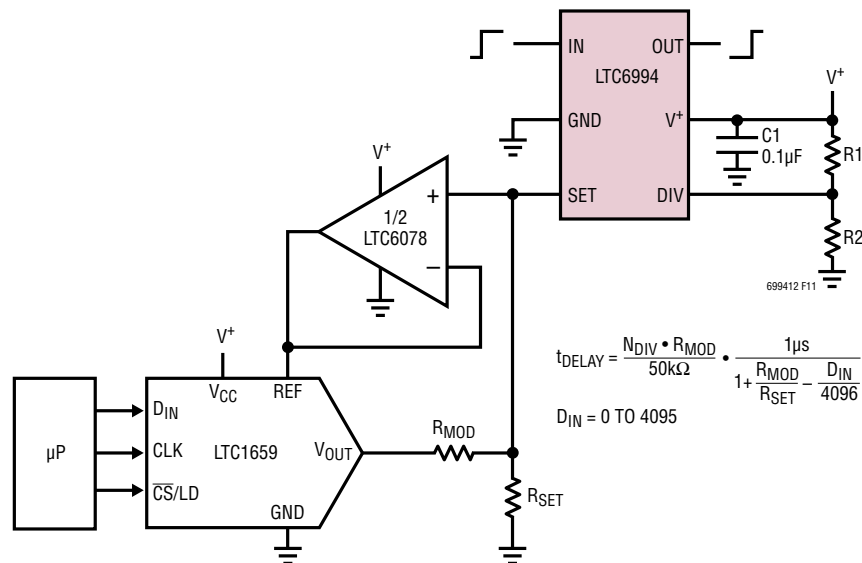 IN
OUT
LTC6994
GND
V+
SET
DIV
V+
C1
0.1µF
R1
R2
699412 F11
V+
+
1/2
LTC6078
−
V+
VCC
REF
µP
DIN
CLK
CS/LD
LTC1659
VOUT
GND
RMOD
RSET
tDELAY = NDIV • RMOD / 50kΩ • 1µs / 1+ RMOD / RSET − DIN / 4096
DIN = 0 TO 4095